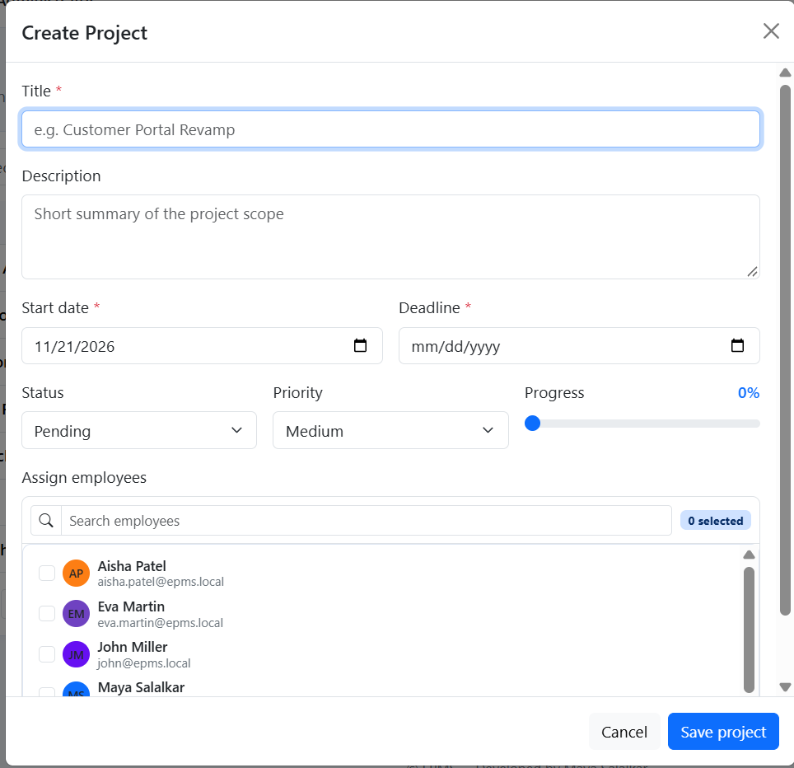 Create Project
Title *
e.g. Customer Portal Revamp
Description
Short summary of the project scope
Start date * Deadline *
11/21/2026 mm/dd/yyyy
Status Priority Progress 0%
Pending Medium
Assign employees
Search employees 0 selected
AP Aisha Patel
aisha.patel@epms.local
EM Eva Martin
eva.martin@epms.local
JM John Miller
john@epms.local
MS Maya Salalkar
Cancel Save project